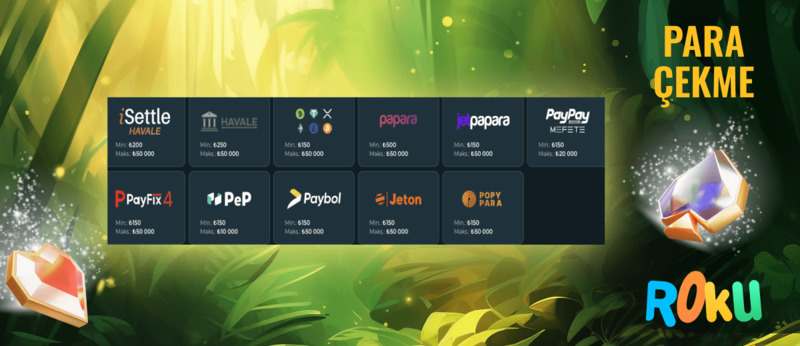 PARA
ÇEKME
iSettle
HAVALE
Min. ₺200
Maks. ₺50 000
HAVALE
Min. ₺250
Maks. ₺50 000
Min. ₺150
Maks. ₺50 000
papara
Min. ₺500
Maks. ₺50 000
jetpapara
Min. ₺150
Maks. ₺50 000
PayPay
MEFETE
Min. ₺150
Maks. ₺20 000
PayFix4
Min. ₺150
Maks. ₺50 000
PeP
Min. ₺150
Maks. ₺10 000
Paybol
Min. ₺150
Maks. ₺50 000
Jeton
Min. ₺150
Maks. ₺50 000
POPY
PARA
Min. ₺150
Maks. ₺50 000
ROKU